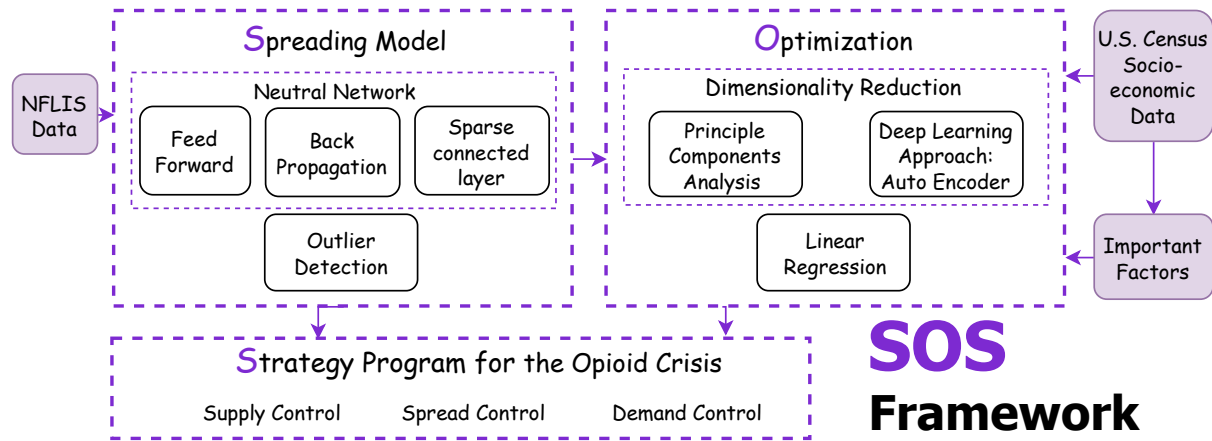 Spreading Model
Neutral Network
Feed
Forward
Back
Propagation
Sparse
connected
layer
Outlier
Detection
NFLIS
Data
Optimization
Dimensionality Reduction
Principle
Components
Analysis
Deep Learning
Approach:
Auto Encoder
Linear
Regression
U.S. Census
Socio-
economic
Data
Important
Factors
Strategy Program for the Opioid Crisis
Supply Control
Spread Control
Demand Control
SOS
Framework